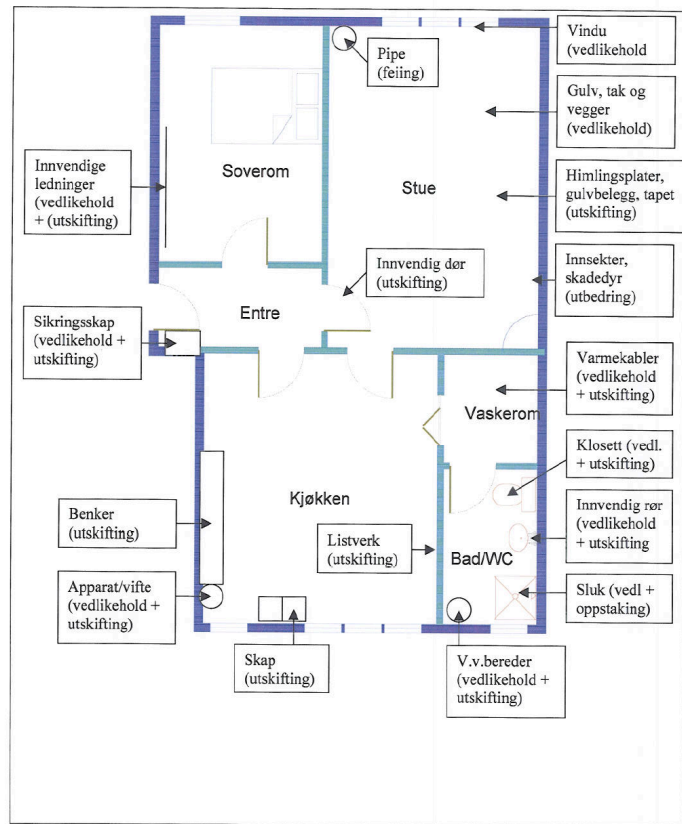 Vindu
(vedlikehold
Pipe
(feiing)
Gulv, tak og
vegger
(vedlikehold)
Innvendige
ledninger
(vedlikehold
+ (utskifting)
Soverom
Stue
Himlingsplater,
gulvbelegg, tapet
(utskifting)
Innvendig dør
(utskifting)
Innsekter,
skadedyr
(utbedring)
Entre
Sikringsskap
(vedlikehold +
utskifting)
Varmekabler
(vedlikehold
+ utskifting)
Vaskerom
Klosett (vedl.
+ utskifting)
Kjøkken
Benker
(utskifting)
Listverk
(utskifting)
Innvendig rør
(vedlikehold
+ utskifting
Bad/WC
Apparat/vifte
(vedlikehold +
utskifting)
Sluk (vedl +
oppstaking)
Skap
(utskifting)
V.v.bereder
(vedlikehold +
utskifting)